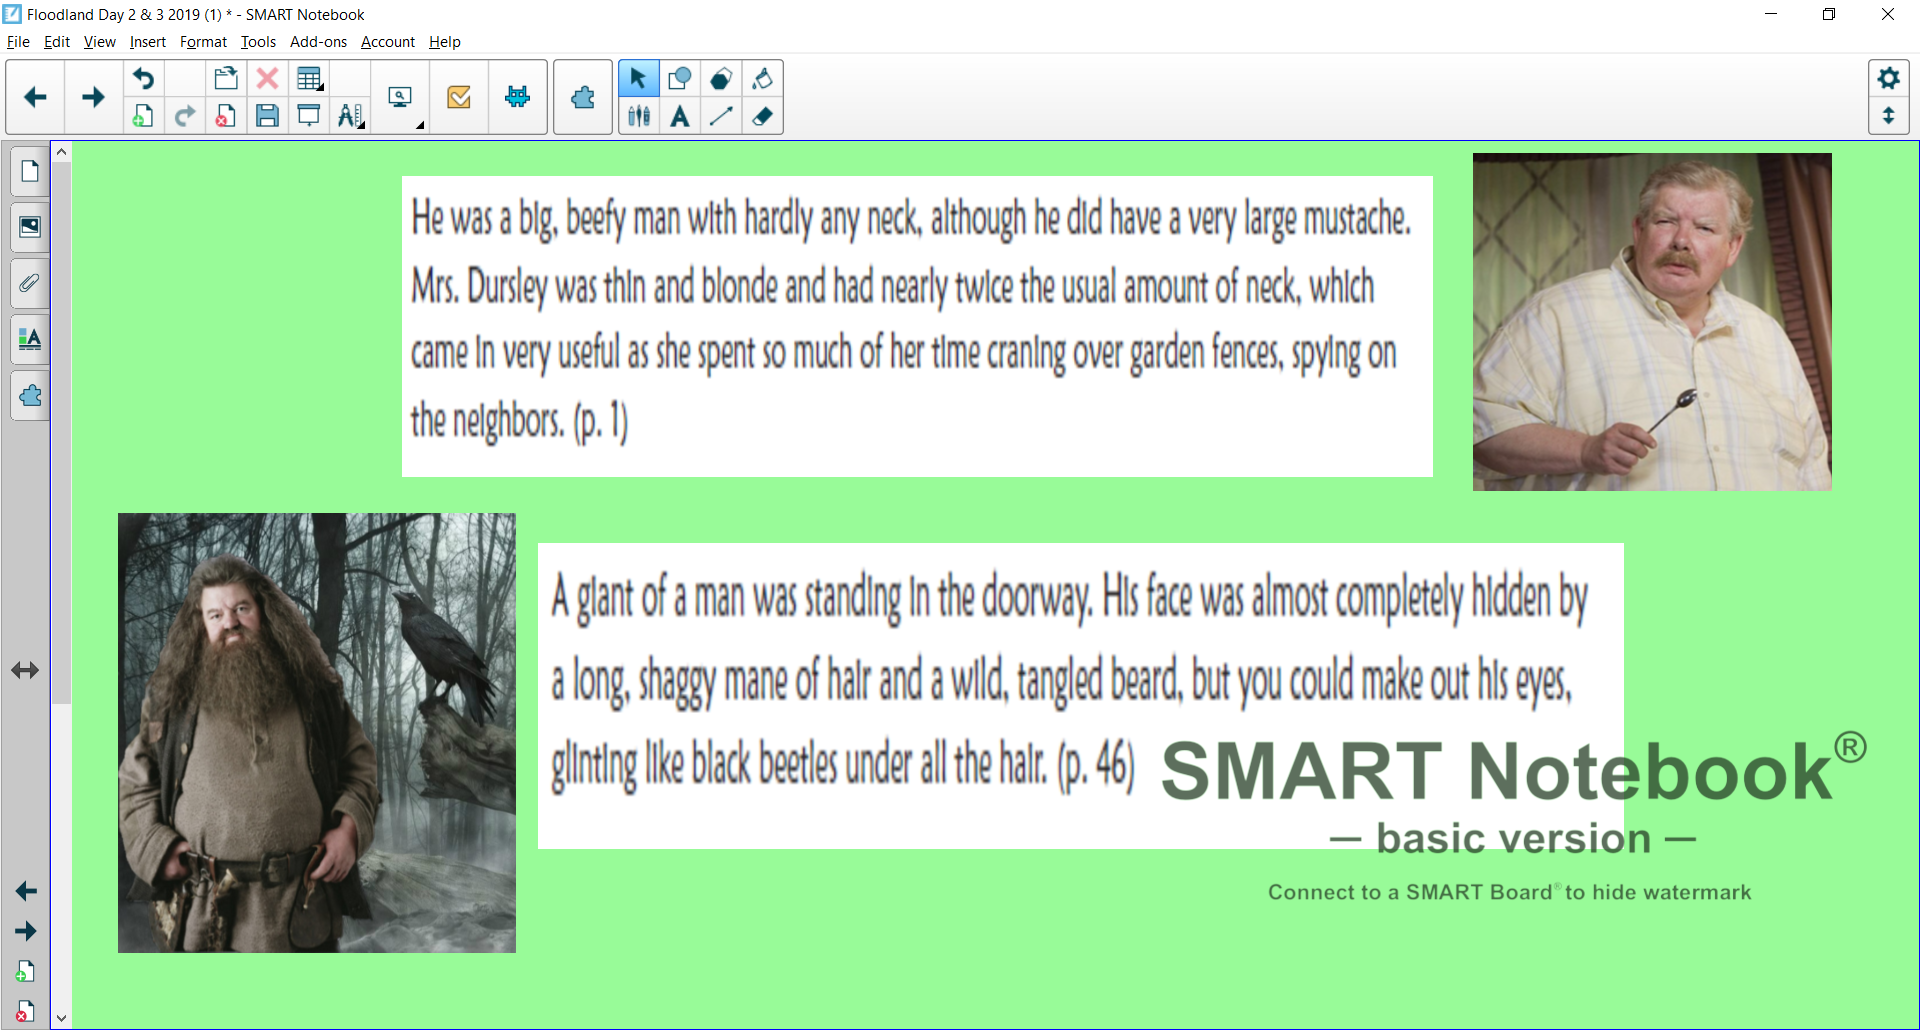 Floodland Day 2 & 3 2019 (1) * - SMART Notebook
File Edit View Insert Format Tools Add-ons Account Help
He was a big, beefy man with hardly any neck, although he did have a very large mustache.
Mrs. Dursley was thin and blonde and had nearly twice the usual amount of neck, which
came in very useful as she spent so much of her time craning over garden fences, spying on
the neighbors. (p. 1)
A giant of a man was standing in the doorway. His face was almost completely hidden by
a long, shaggy mane of hair and a wild, tangled beard, but you could make out his eyes,
glinting like black beetles under all the hair. (p. 46)
SMART Notebook®
— basic version —
Connect to a SMART Board® to hide watermark